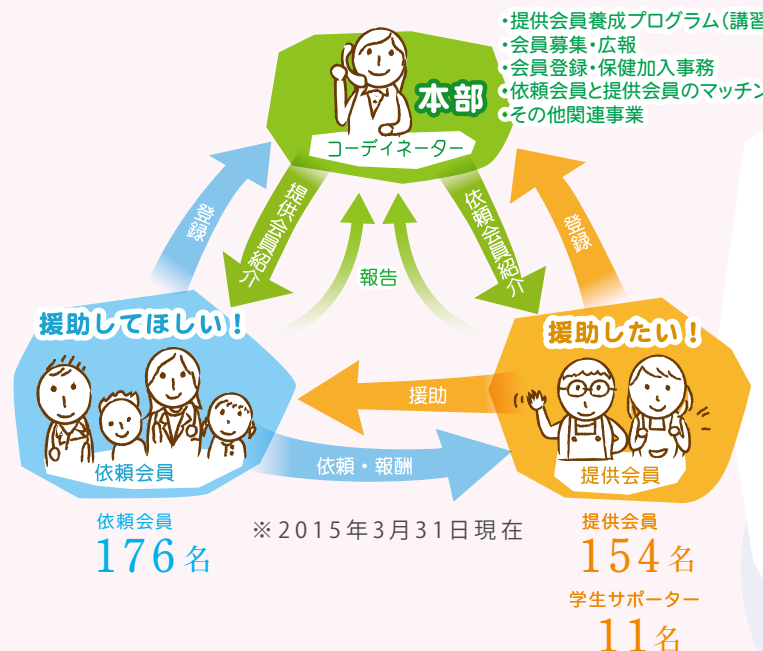 ・提供会員養成プログラム(講習
・会員募集・広報
・会員登録・保健加入事務
・依頼会員と提供会員のマッチン
・その他関連事業
本部
コーディネーター
登録
提供会員紹介
報告
依頼会員紹介
登録
援助してほしい！
援助したい！
援助
依頼・報酬
依頼会員
提供会員
依頼会員
176名
※2015年3月31日現在
提供会員
154名
学生サポーター
11名